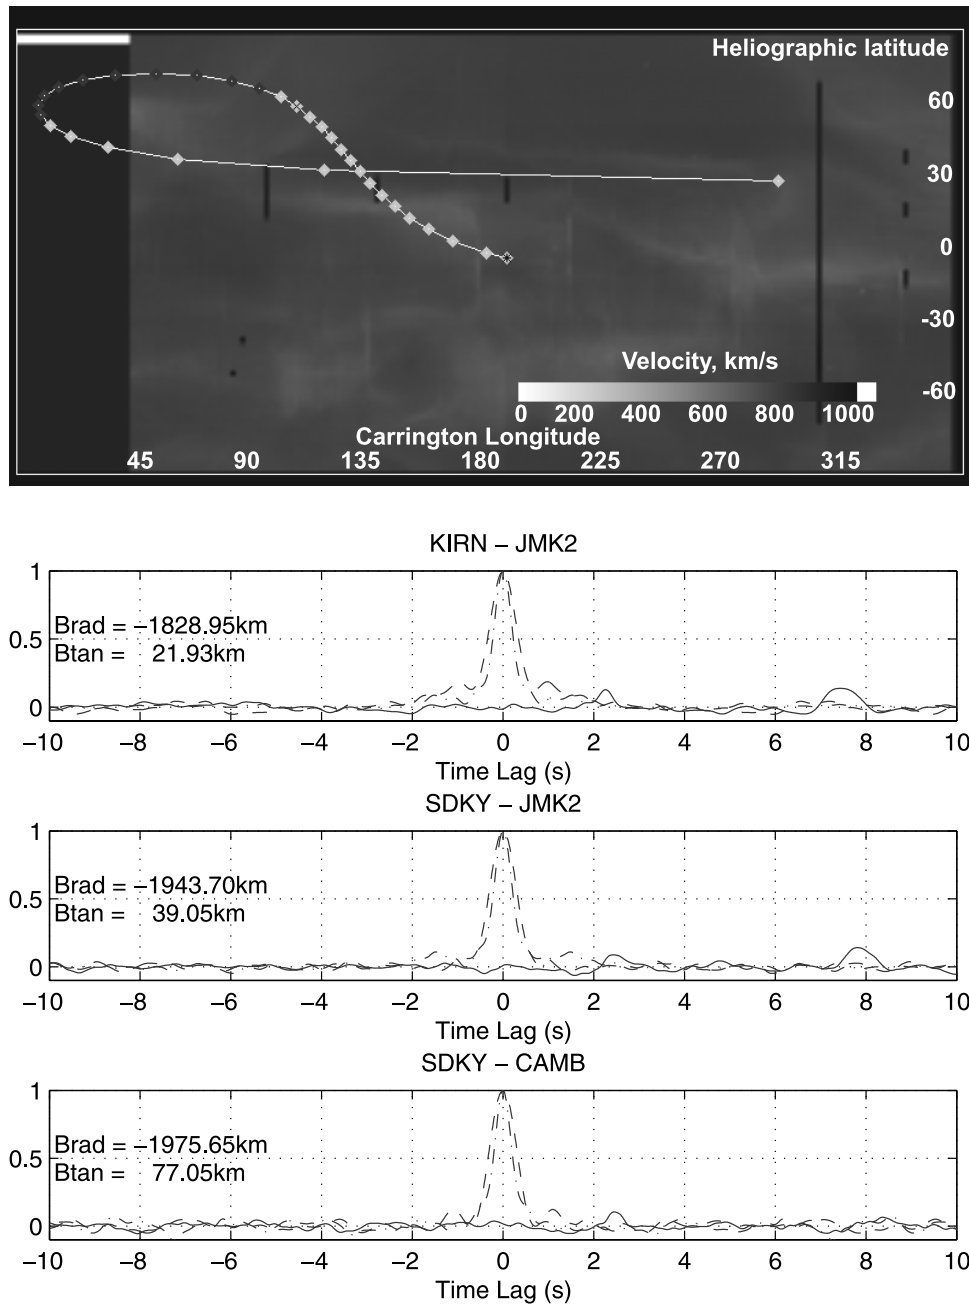 Heliographic latitude
60
30
0
-30
-60
Velocity, km/s
0 200 400 600 800 1000
Carrington Longitude
45 90 135 180 225 270 315
KIRN – JMK2
1
0.5
0
Brad = −1828.95km
Btan = 21.93km
−10 −8 −6 −4 −2 0 2 4 6 8 10
Time Lag (s)
SDKY – JMK2
1
0.5
0
Brad = −1943.70km
Btan = 39.05km
−10 −8 −6 −4 −2 0 2 4 6 8 10
Time Lag (s)
SDKY – CAMB
1
0.5
0
Brad = −1975.65km
Btan = 77.05km
−10 −8 −6 −4 −2 0 2 4 6 8 10
Time Lag (s)